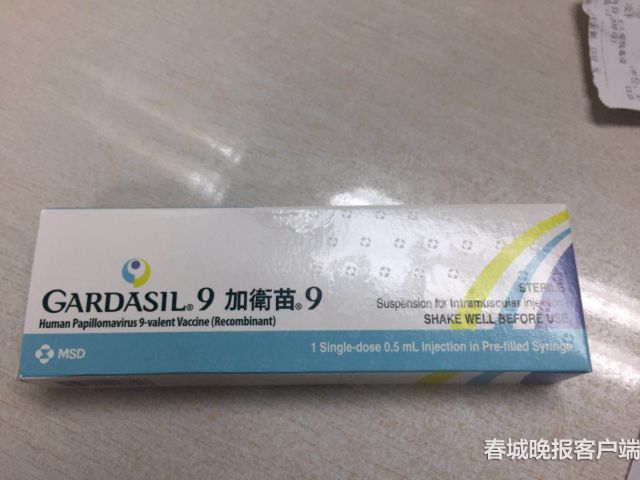 GARDASIL®9 加衛苗®9
Human Papillomavirus 9-valent Vaccine (Recombinant)
MSD
STERILE
Suspension for Intramuscular injection
SHAKE WELL BEFORE USE
1 Single-dose 0.5 mL Injection in Pre-filled Syringe
春城晚报客户端